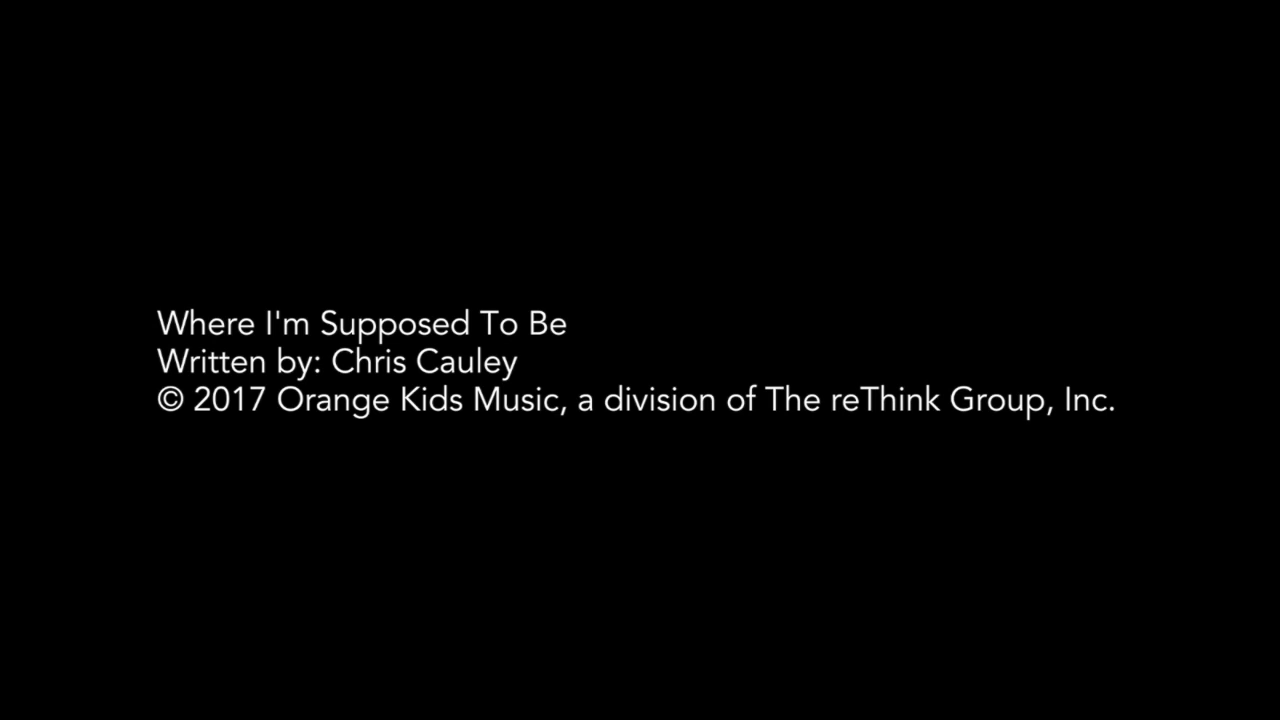 Where I'm Supposed To Be
Written by: Chris Cauley
© 2017 Orange Kids Music, a division of The reThink Group, Inc.